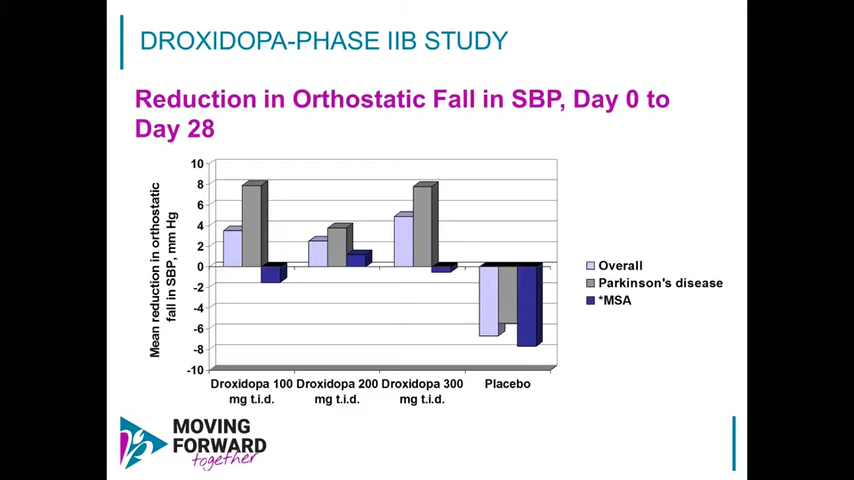 DROXIDOPA-PHASE IIB STUDY
Reduction in Orthostatic Fall in SBP, Day 0 to
Day 28
Mean reduction in orthostatic
fall in SBP, mm Hg
10
8
6
4
2
0
-2
-4
-6
-8
-10
Droxidopa 100
mg t.i.d.
Droxidopa 200
mg t.i.d.
Droxidopa 300
mg t.i.d.
Placebo
Overall
Parkinson's disease
*MSA
MOVING
FORWARD
together